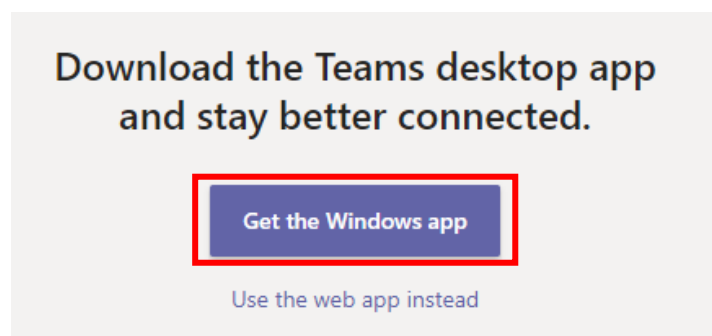 Download the Teams desktop app
and stay better connected.
Get the Windows app
Use the web app instead